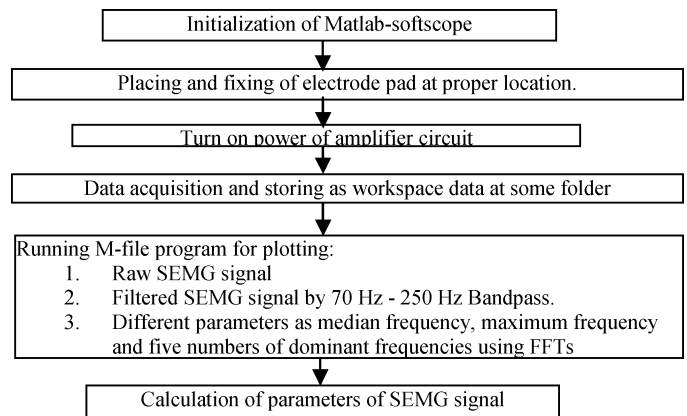 Initialization of Matlab-softscope
Placing and fixing of electrode pad at proper location.
Turn on power of amplifier circuit
Data acquisition and storing as workspace data at some folder
Running M-file program for plotting:
1. Raw SEMG signal
2. Filtered SEMG signal by 70 Hz - 250 Hz Bandpass.
3. Different parameters as median frequency, maximum frequency
and five numbers of dominant frequencies using FFTs
Calculation of parameters of SEMG signal